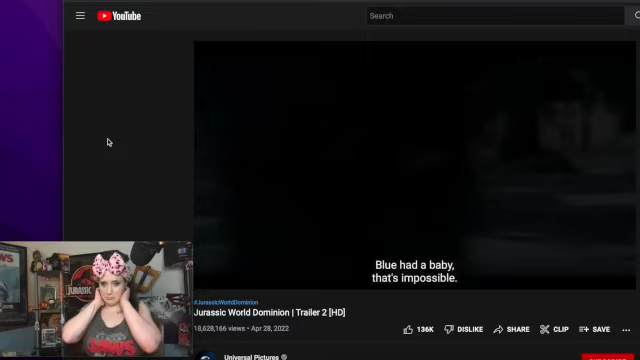 YouTube
Search
Blue had a baby,
that's impossible.
#JurassicWorldDominion
Jurassic World Dominion | Trailer 2 [HD]
18,628,166 views • Apr 28, 2022
136K
DISLIKE
SHARE
CLIP
SAVE
Universal Pictures
JURASSIC
JAWS